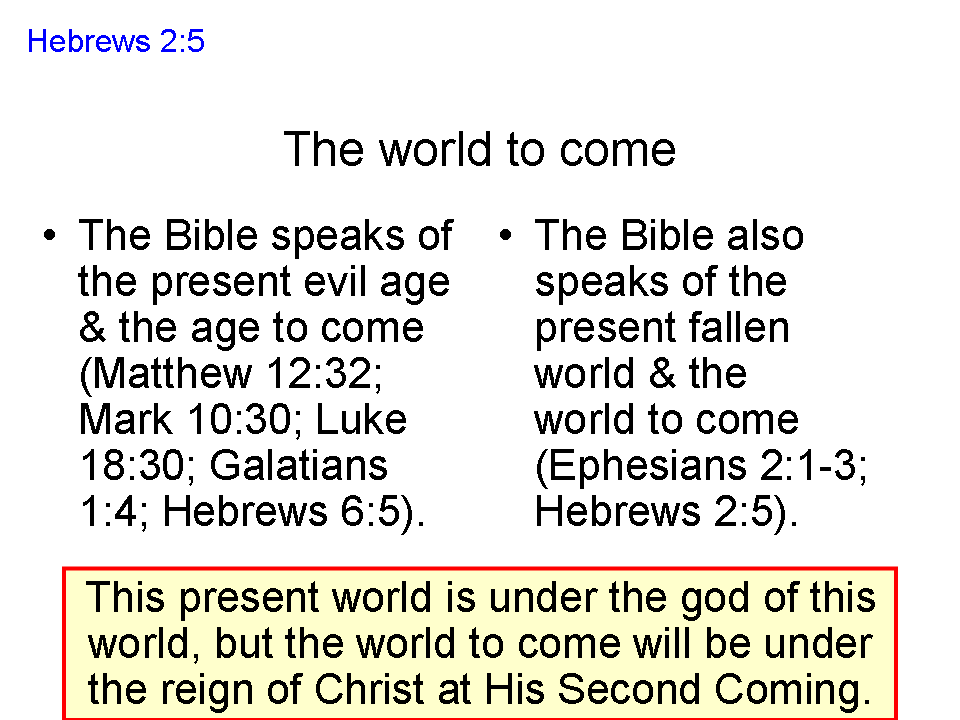 Hebrews 2:5
The world to come
• The Bible speaks of
the present evil age
& the age to come
(Matthew 12:32;
Mark 10:30; Luke
18:30; Galatians
1:4; Hebrews 6:5).
• The Bible also
speaks of the
present fallen
world & the
world to come
(Ephesians 2:1-3;
Hebrews 2:5).
This present world is under the god of this
world, but the world to come will be under
the reign of Christ at His Second Coming.